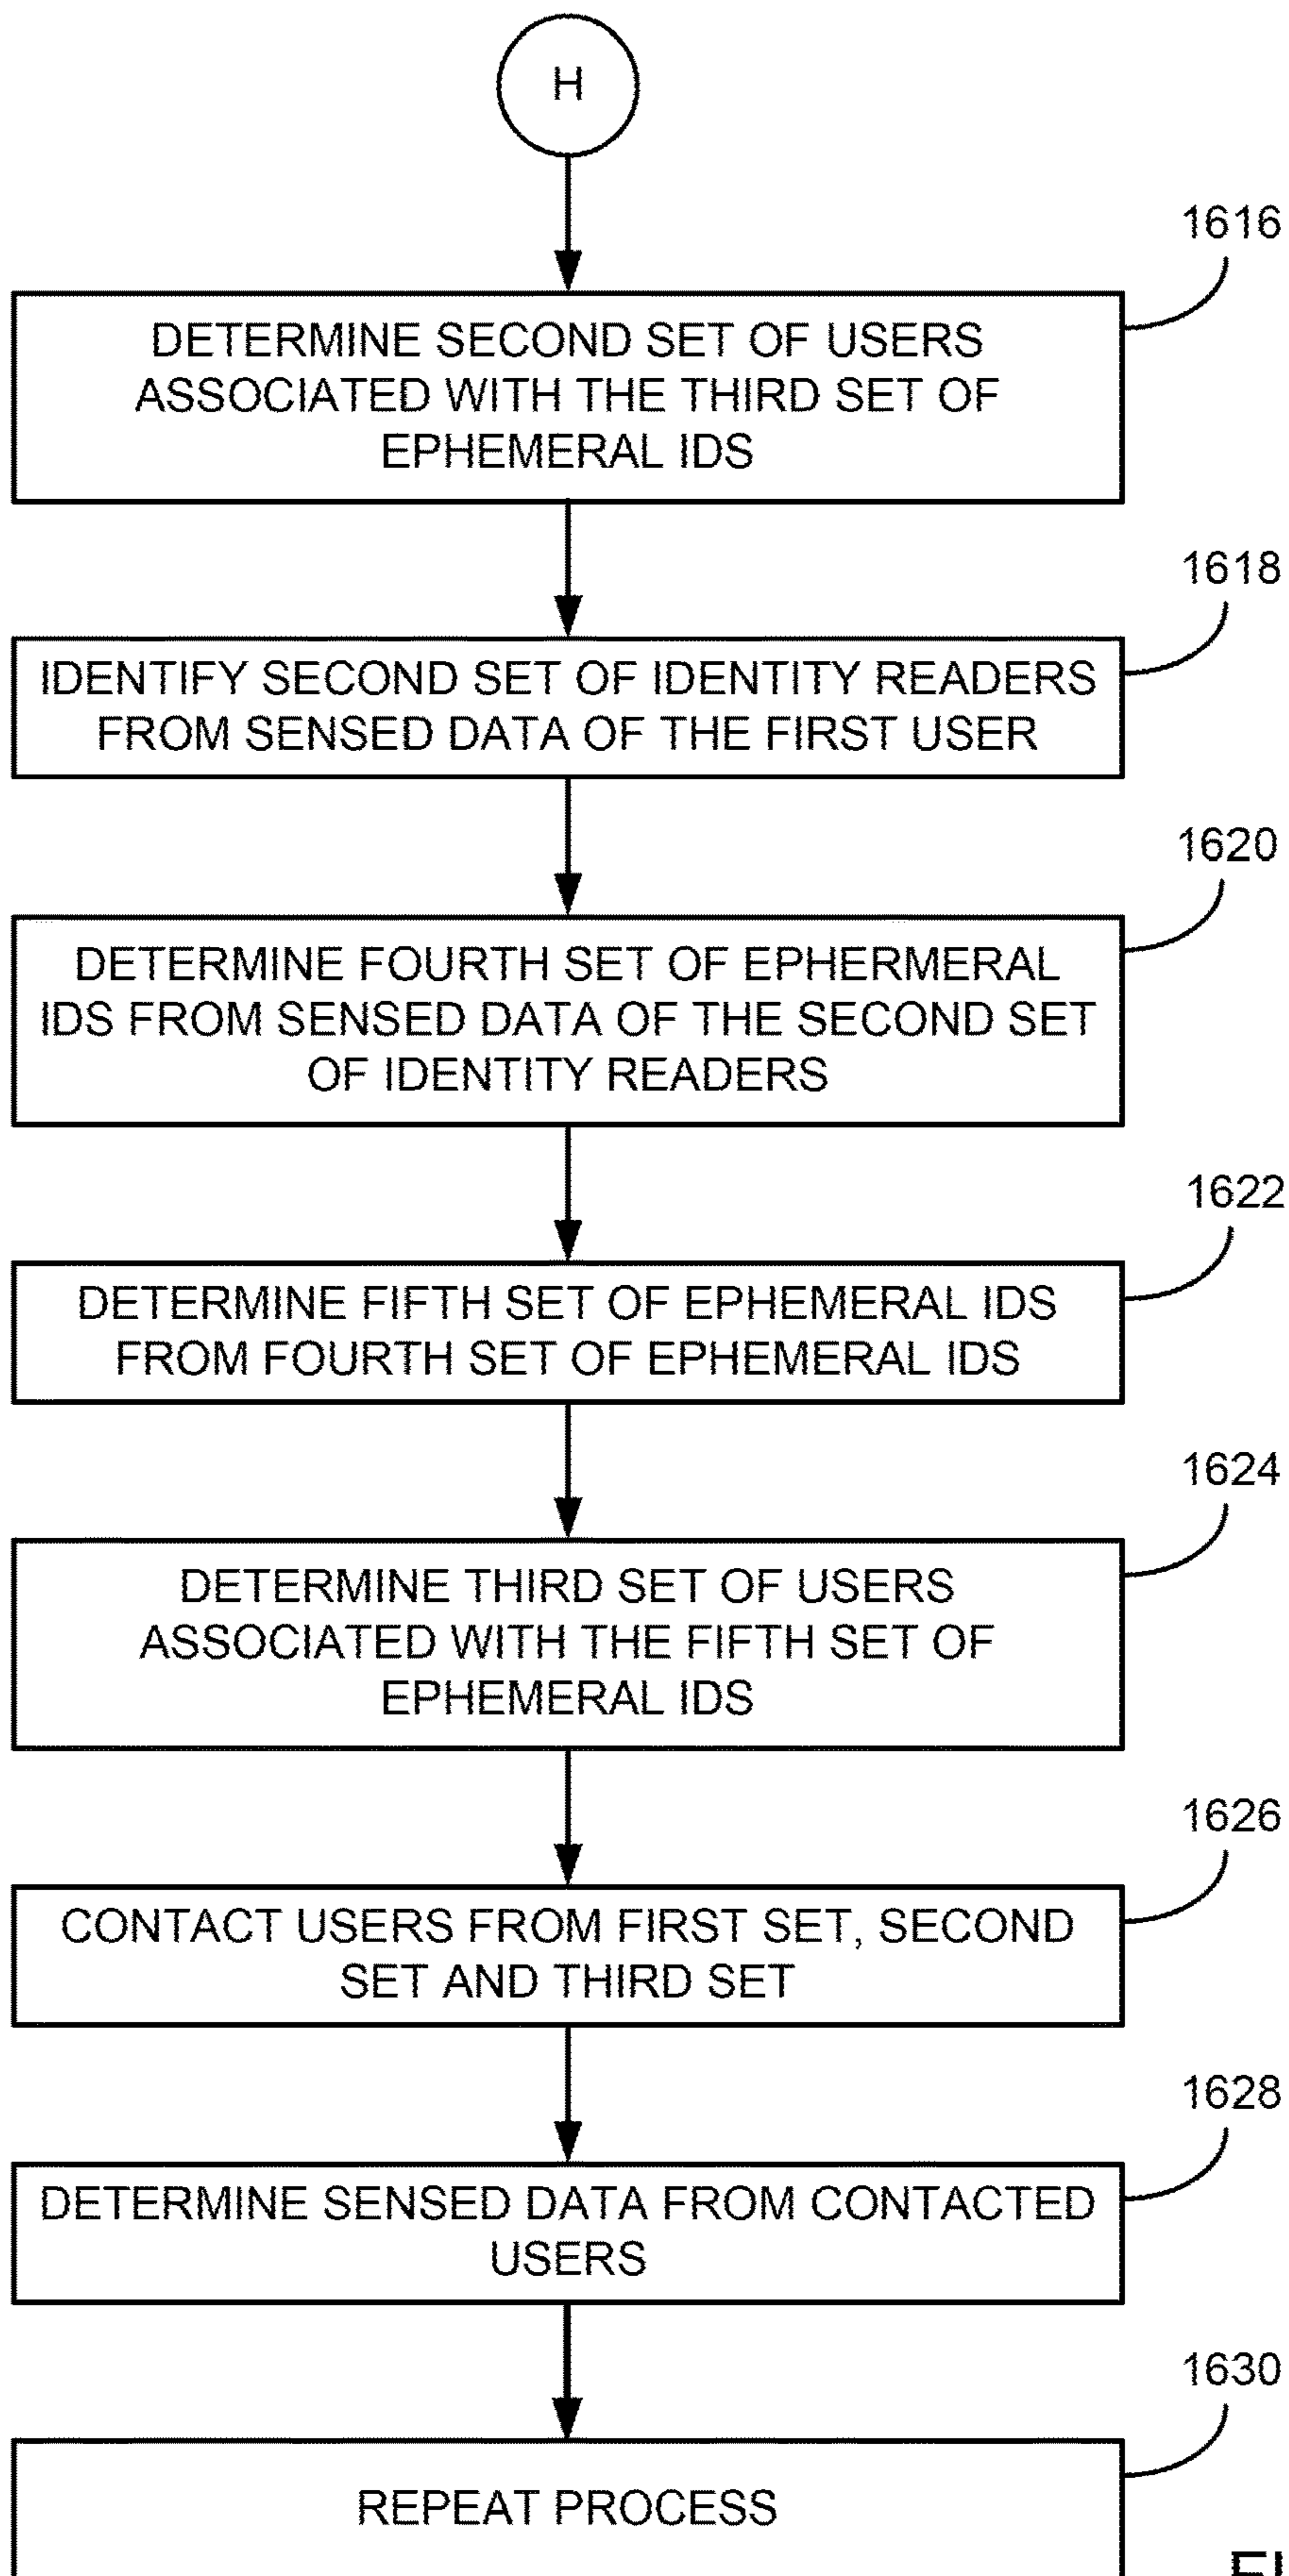 H
1616
DETERMINE SECOND SET OF USERS
ASSOCIATED WITH THE THIRD SET OF
EPHEMERAL IDS
1618
IDENTIFY SECOND SET OF IDENTITY READERS
FROM SENSED DATA OF THE FIRST USER
1620
DETERMINE FOURTH SET OF EPHERMERAL
IDS FROM SENSED DATA OF THE SECOND SET
OF IDENTITY READERS
1622
DETERMINE FIFTH SET OF EPHEMERAL IDS
FROM FOURTH SET OF EPHEMERAL IDS
1624
DETERMINE THIRD SET OF USERS
ASSOCIATED WITH THE FIFTH SET OF
EPHEMERAL IDS
1626
CONTACT USERS FROM FIRST SET, SECOND
SET AND THIRD SET
1628
DETERMINE SENSED DATA FROM CONTACTED
USERS
1630
REPEAT PROCESS